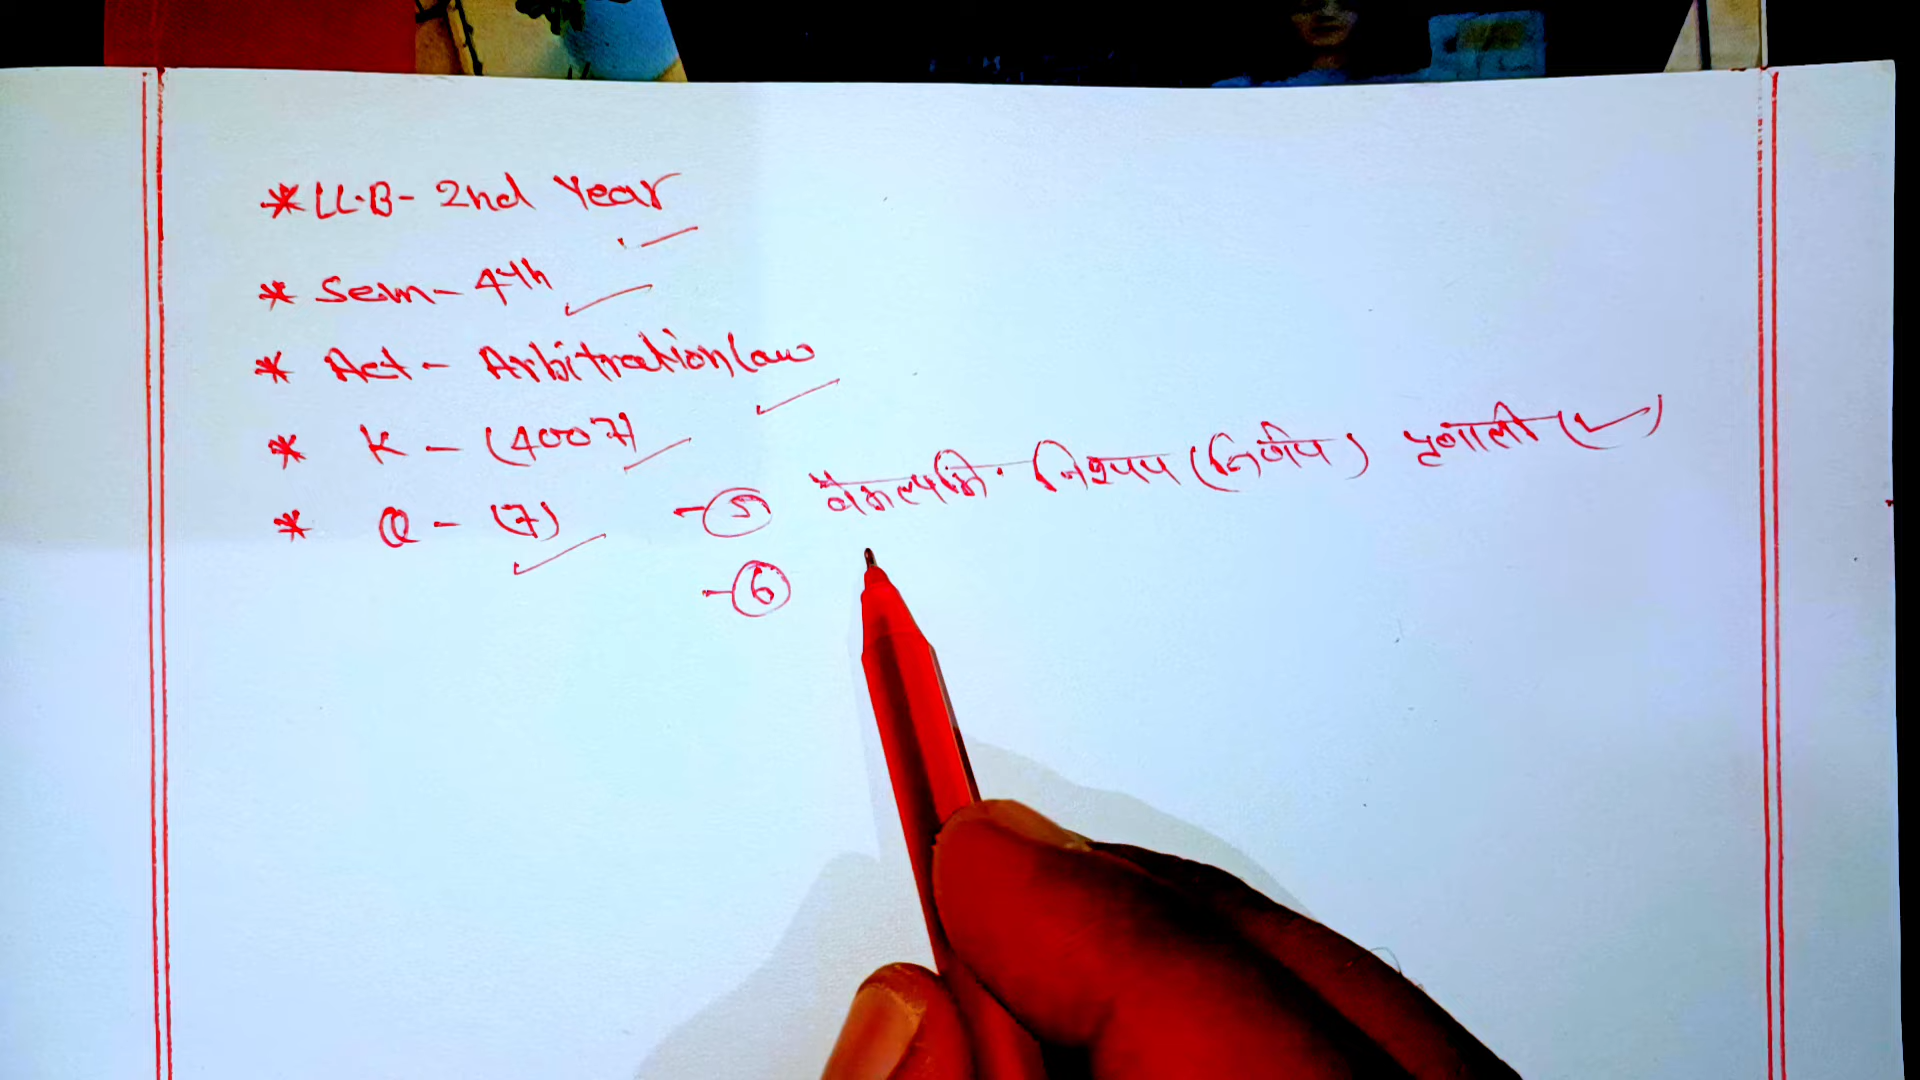 * LL.B- 2nd Year
* Sem- 4th
* Act- Arbitration Law
* K - (4007)
* Q - (7) -5 वैकल्पिक निश्चय (निर्णय) प्रणाली
-6